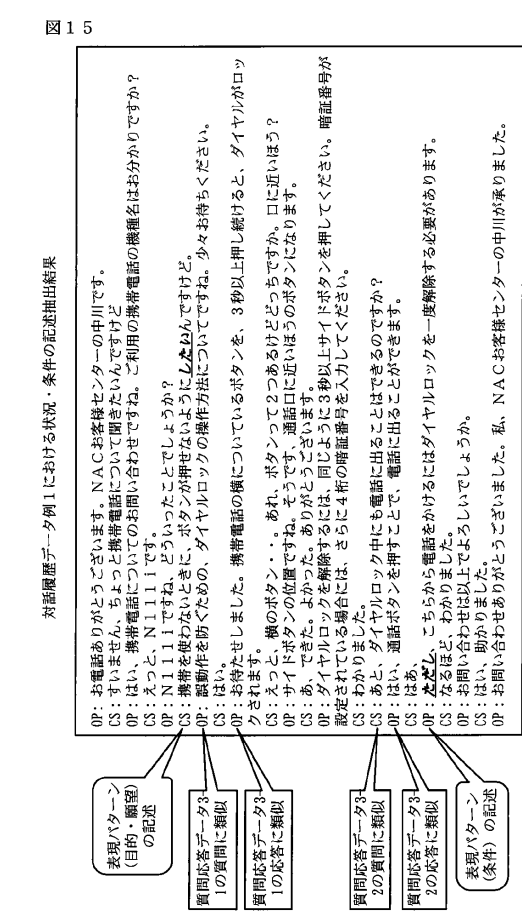 図１５
対話履歴データ例１における状況・条件の記述抽出結果
OP：お電話ありがとうございます。ＮＡＣお客様センターの中川です。
CS：すいません、ちょっと携帯電話について聞きたいんですけど
OP：はい、携帯電話についてのお問い合わせですね。ご利用の携帯電話の機種名はお分かりですか？
CS：えっと、Ｎ１１１ｉです。
OP：Ｎ１１１ｉですね、どういったことでしょうか？
CS：携帯を使わないときに、ボタンが押せないようにしたいんですけど。
OP：誤動作を防ぐための、ダイヤルロックの操作方法についてですね。少々お待ちください。
CS：はい。
OP：お待たせしました。携帯電話の横についているボタンを、３秒以上押し続けると、ダイヤルがロッ
クされます。
CS：えっと、横のボタン・・。あれ、ボタンって２つあるけどどっちですか。口に近いほう？
OP：サイドボタンの位置ですね。そうです、通話口に近いほうのボタンになります。
CS：あ、できた。よかった。ありがとうございます。
OP：ダイヤルロックを解除するには、同じように３秒以上サイドボタンを押してください。暗証番号が
設定されている場合には、さらに４桁の暗証番号を入力してください。
CS：わかりました。
CS：あと、ダイヤルロック中にも電話に出ることはできるのですか？
OP：はい、通話ボタンを押すことで、電話に出ることができます。
CS：はあ、
OP：ただし、こちらから電話をかけるにはダイヤルロックを一度解除する必要があります。
CS：なるほど、わかりました。
OP：お問い合わせは以上でよろしいでしょうか。
CS：はい、助かりました。
OP：お問い合わせありがとうございました。私、ＮＡＣお客様センターの中川が承りました。
表現パターン
（目的・願望）
の記述
質問応答データ3
1の質問に類似
質問応答データ3
1の応答に類似
質問応答データ3
2の質問に類似
質問応答データ3
2の応答に類似
表現パターン
（条件）の記述